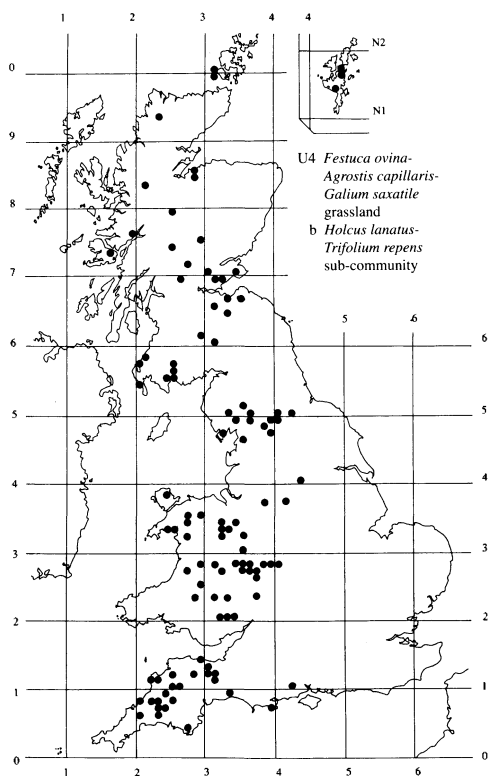 1 2 3 4 4
N2
N1
0
9
8
7
6
5
4
3
2
1
0
U4 Festuca ovina-
Agrostis capillaris-
Galium saxatile
grassland
b Holcus lanatus-
Trifolium repens
sub-community
5 6
6
5
4
3
2
1
0
1 2 3 4 5 6